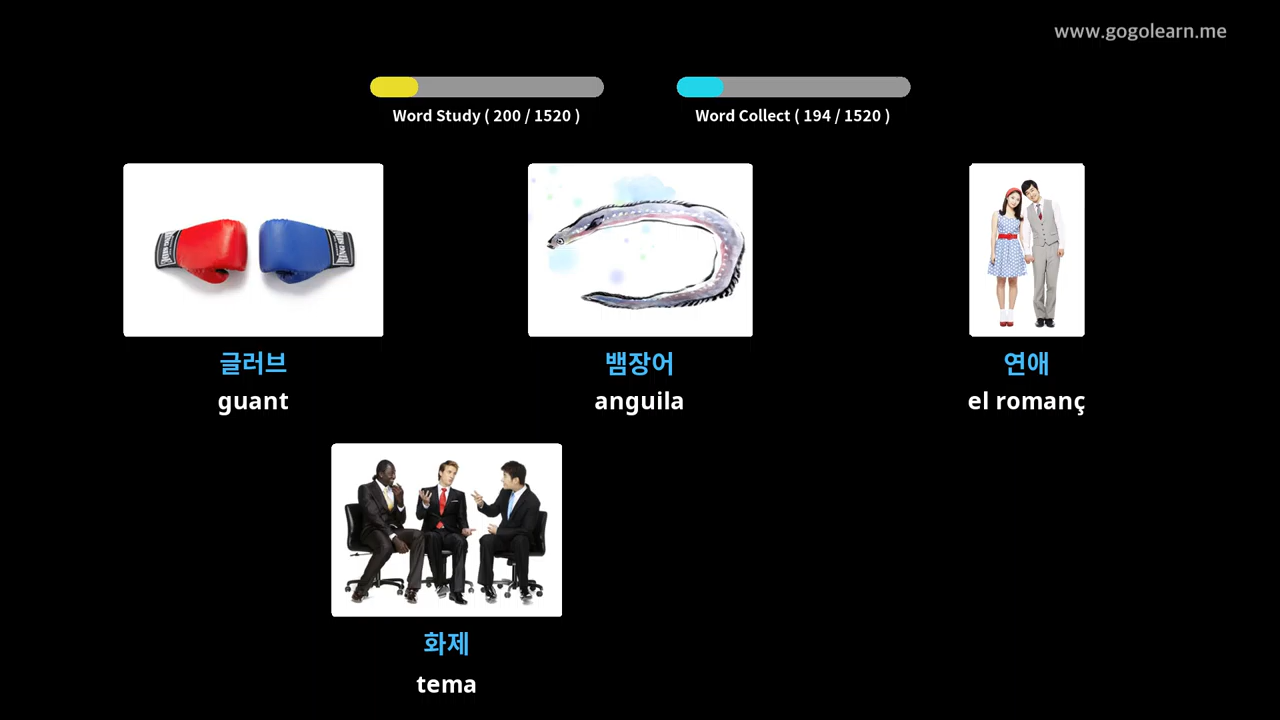 www.gogolearn.me
Word Study ( 200 / 1520 )
Word Collect ( 194 / 1520 )
글러브
guant
뱀장어
anguila
연애
el romanç
화제
tema